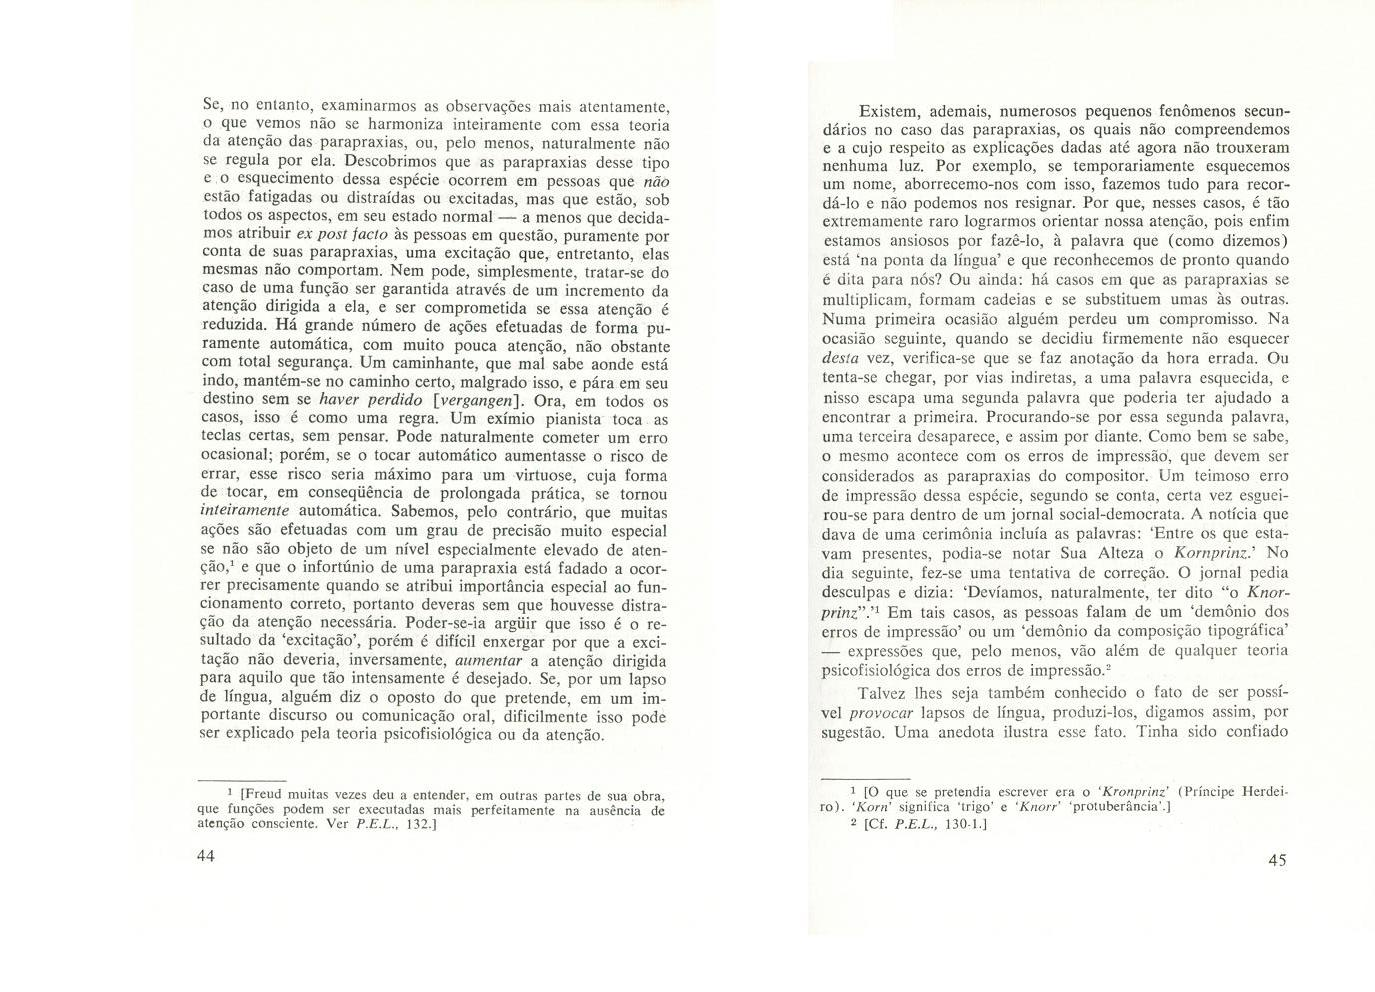 Se, no entanto, examinarmos as observações mais atentamente,
o que vemos não se harmoniza inteiramente com essa teoria
da atenção das parapraxias, ou, pelo menos, naturalmente não
se regula por ela. Descobrimos que as parapraxias desse tipo
e o esquecimento dessa espécie ocorrem em pessoas que não
estão fatigadas ou distraídas ou excitadas, mas que estão, sob
todos os aspectos, em seu estado normal — a menos que decida-
mos atribuir ex post facto às pessoas em questão, puramente por
conta de suas parapraxias, uma excitação que, entretanto, elas
mesmas não comportam. Nem pode, simplesmente, tratar-se do
caso de uma função ser garantida através de um incremento da
atenção dirigida a ela, e ser comprometida se essa atenção é
reduzida. Há grande número de ações efetuadas de forma pu-
ramente automática, com muito pouca atenção, não obstante
com total segurança. Um caminhante, que mal sabe aonde está
indo, mantém-se no caminho certo, malgrado isso, e pára em seu
destino sem se haver perdido [vergangen]. Ora, em todos os
casos, isso é como uma regra. Um exímio pianista toca as
teclas certas, sem pensar. Pode naturalmente cometer um erro
ocasional; porém, se o tocar automático aumentasse o risco de
errar, esse risco seria máximo para um virtuose, cuja forma
de tocar, em conseqüência de prolongada prática, se tornou
inteiramente automática. Sabemos, pelo contrário, que muitas
ações são efetuadas com um grau de precisão muito especial
se não são objeto de um nível especialmente elevado de aten-
ção,¹ e que o infortúnio de uma parapraxia está fadado a ocor-
rer precisamente quando se atribui importância especial ao fun-
cionamento correto, portanto deveras sem que houvesse distra-
ção da atenção necessária. Poder-se-ia argüir que isso é o re-
sultado da ‘excitação’, porém é difícil enxergar por que a exci-
tação não deveria, inversamente, aumentar a atenção dirigida
para aquilo que tão intensamente é desejado. Se, por um lapso
de língua, alguém diz o oposto do que pretende, em um im-
portante discurso ou comunicação oral, dificilmente isso pode
ser explicado pela teoria psicofisiológica ou da atenção.
¹ [Freud muitas vezes deu a entender, em outras partes de sua obra,
que funções podem ser executadas mais perfeitamente na ausência de
atenção consciente. Ver P.E.L., 132.]
44
Existem, ademais, numerosos pequenos fenômenos secun-
dários no caso das parapraxias, os quais não compreendemos
e a cujo respeito as explicações dadas até agora não trouxeram
nenhuma luz. Por exemplo, se temporariamente esquecemos
um nome, aborrecemo-nos com isso, fazemos tudo para recor-
dá-lo e não podemos nos resignar. Por que, nesses casos, é tão
extremamente raro lograrmos orientar nossa atenção, pois enfim
estamos ansiosos por fazê-lo, à palavra que (como dizemos)
está ‘na ponta da língua’ e que reconhecemos de pronto quando
é dita para nós? Ou ainda: há casos em que as parapraxias se
multiplicam, formam cadeias e se substituem umas às outras.
Numa primeira ocasião alguém perdeu um compromisso. Na
ocasião seguinte, quando se decidiu firmemente não esquecer
desta vez, verifica-se que se faz anotação da hora errada. Ou
tenta-se chegar, por vias indiretas, a uma palavra esquecida, e
nisso escapa uma segunda palavra que poderia ter ajudado a
encontrar a primeira. Procurando-se por essa segunda palavra,
uma terceira desaparece, e assim por diante. Como bem se sabe,
o mesmo acontece com os erros de impressão, que devem ser
considerados as parapraxias do compositor. Um teimoso erro
de impressão dessa espécie, segundo se conta, certa vez esguei-
rou-se para dentro de um jornal social-democrata. A notícia que
dava de uma cerimônia incluía as palavras: ‘Entre os que esta-
vam presentes, podia-se notar Sua Alteza o Kornprinz.’ No
dia seguinte, fez-se uma tentativa de correção. O jornal pedia
desculpas e dizia: ‘Devíamos, naturalmente, ter dito “o Knor-
prinz”.’¹ Em tais casos, as pessoas falam de um ‘demônio dos
erros de impressão’ ou um ‘demônio da composição tipográfica’
— expressões que, pelo menos, vão além de qualquer teoria
psicofisiológica dos erros de impressão.²
Talvez lhes seja também conhecido o fato de ser possí-
vel provocar lapsos de língua, produzi-los, digamos assim, por
sugestão. Uma anedota ilustra esse fato. Tinha sido confiado
¹ [O que se pretendia escrever era o ‘Kronprinz’ (Príncipe Herdei-
ro). ‘Korn’ significa ‘trigo’ e ‘Knorr’ ‘protuberância’.]
² [Cf. P.E.L., 130-1.]
45